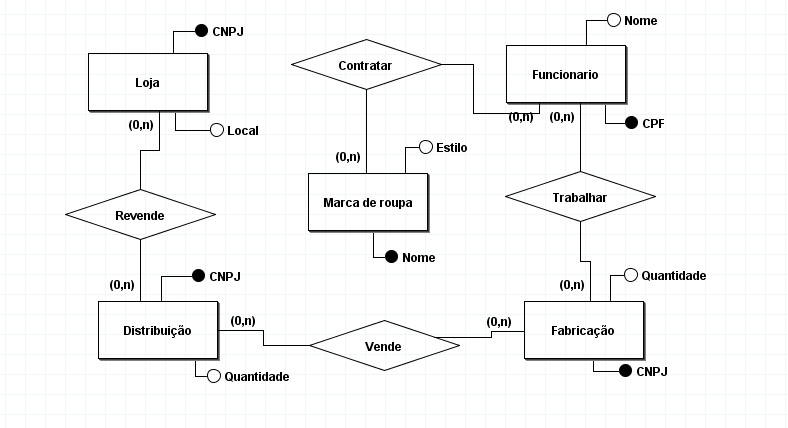 CNPJ
Nome
Loja
Contratar
Funcionario
(0,n)
Local
(0,n)
(0,n)
CPF
(0,n)
Estilo
Revende
Marca de roupa
Trabalhar
Nome
(0,n)
CNPJ
(0,n)
Quantidade
Distribuição
(0,n)
Vende
(0,n)
Fabricação
Quantidade
CNPJ